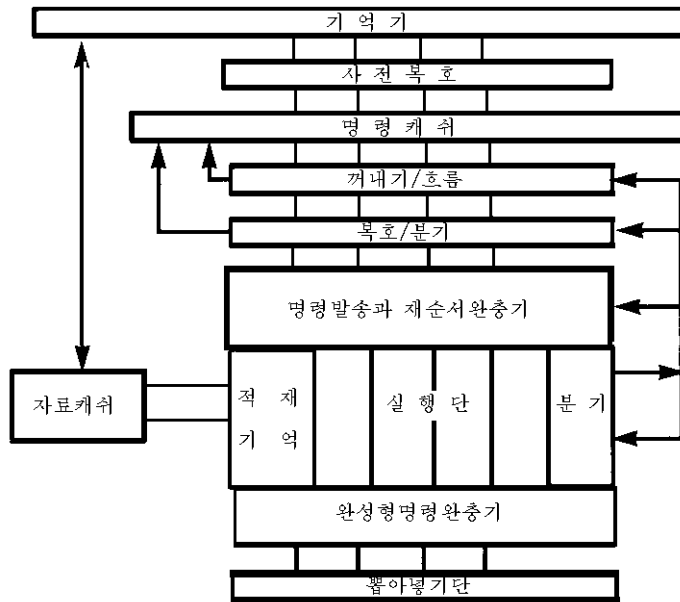 기 억 기
사 전 복 호
명 령 캐 쉬
꺼내기/흐름
복호/분기
명령발송과 재순서완충기
자료캐쉬
적 재
기 억
실 행 단
분 기
완성형명령완충기
뽑아넣기단